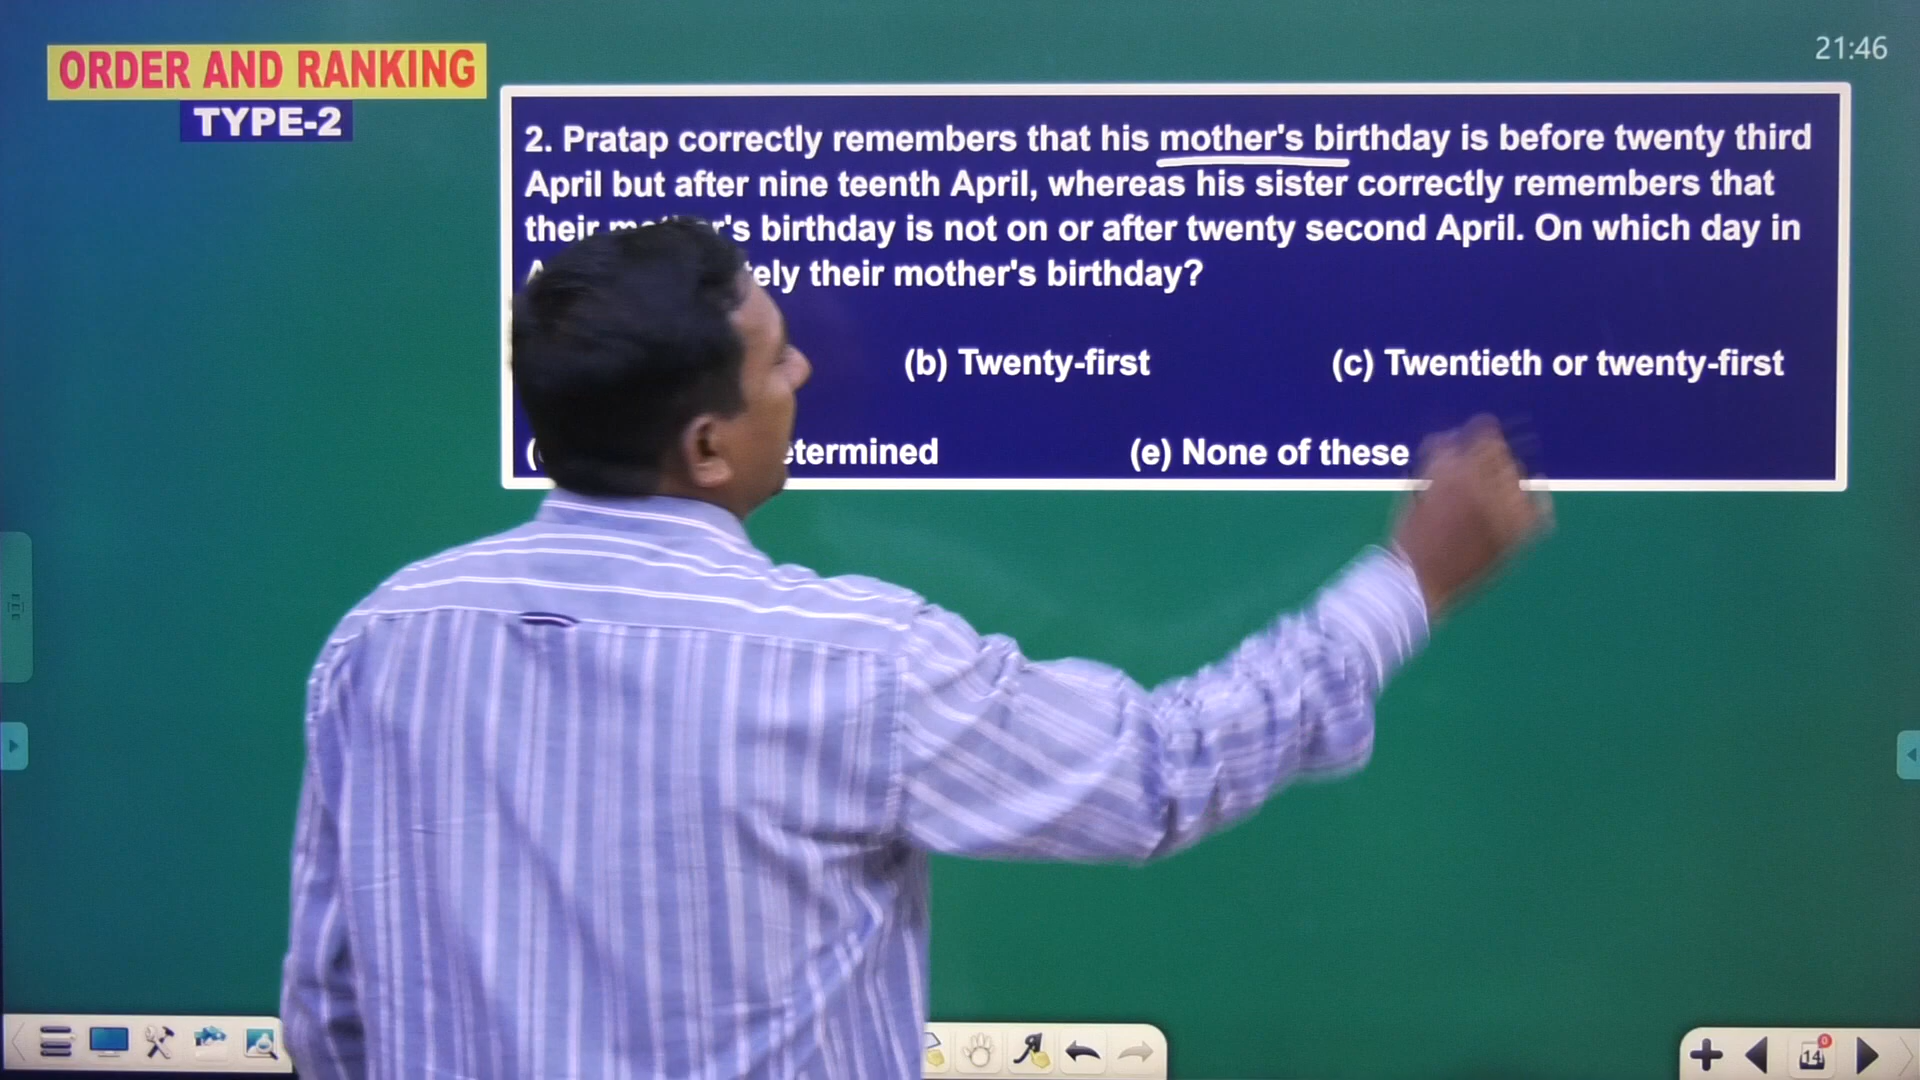 ORDER AND RANKING
TYPE-2
21:46
2. Pratap correctly remembers that his mother's birthday is before twenty third
April but after nine teenth April, whereas his sister correctly remembers that
their birthday is not on or after twenty second April. On which day in
their mother's birthday?
(b) Twenty-first (c) Twentieth or twenty-first
(e) None of these
14
0